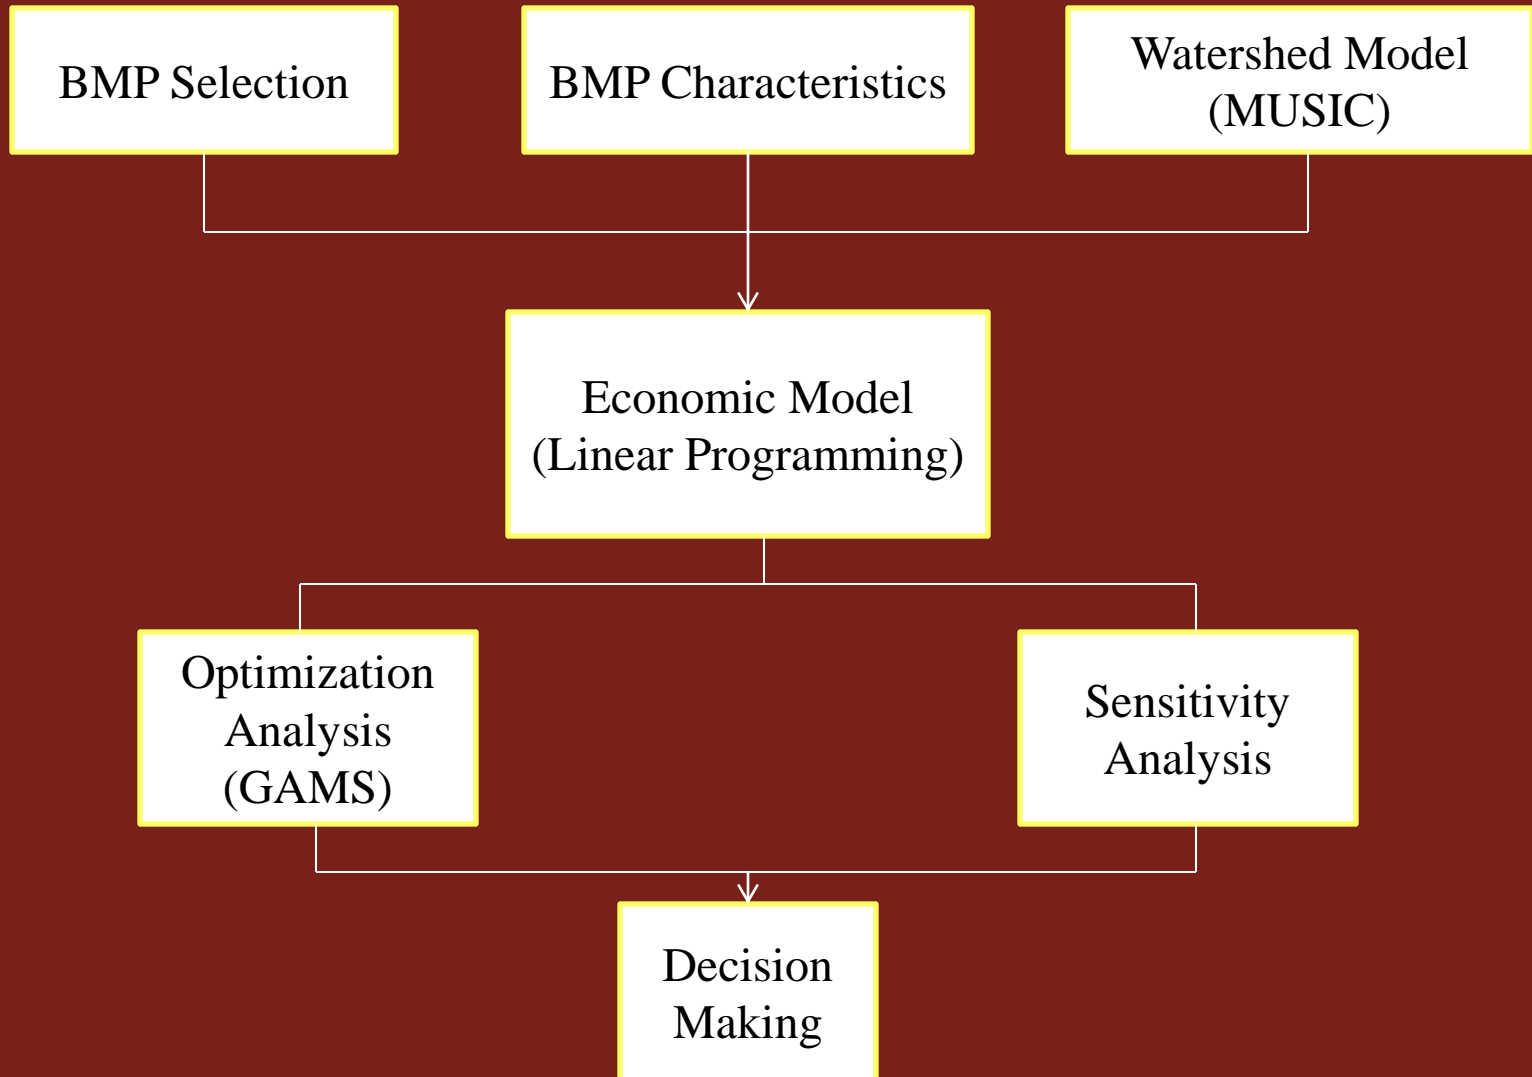 BMP Selection
BMP Characteristics
Watershed Model
(MUSIC)
Economic Model
(Linear Programming)
Optimization
Analysis
(GAMS)
Sensitivity
Analysis
Decision
Making